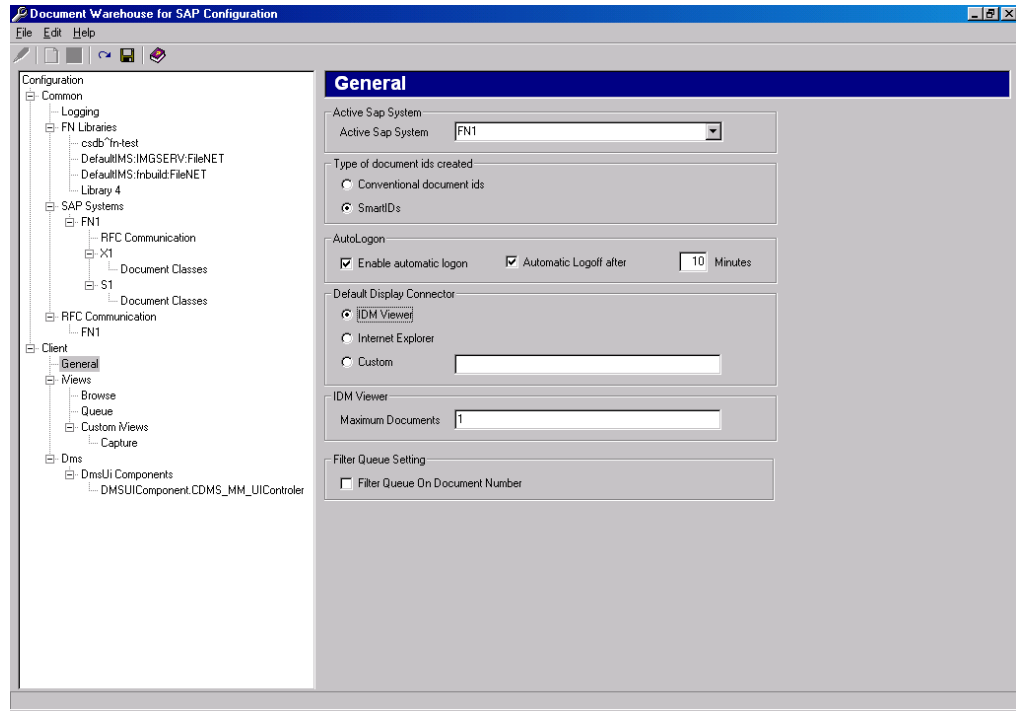 Document Warehouse for SAP Configuration
File Edit Help
Configuration
Common
Logging
FN Libraries
csdb^fn-test
DefaultIMS:IMGSERV:FileNET
DefaultIMS:fnbuild:FileNET
Library 4
SAP Systems
FN1
RFC Communication
X1
Document Classes
S1
Document Classes
RFC Communication
FN1
Client
General
iViews
Browse
Queue
Custom iViews
Capture
Dms
DmsUi Components
DMSUIComponent.CDMS_MM_UIControler
General
Active Sap System
Active Sap System FN1
Type of document ids created
Conventional document ids
SmartIDs
AutoLogon
Enable automatic logon Automatic Logoff after 10 Minutes
Default Display Connector
IDM Viewer
Internet Explorer
Custom
IDM Viewer
Maximum Documents 1
Filter Queue Setting
Filter Queue On Document Number